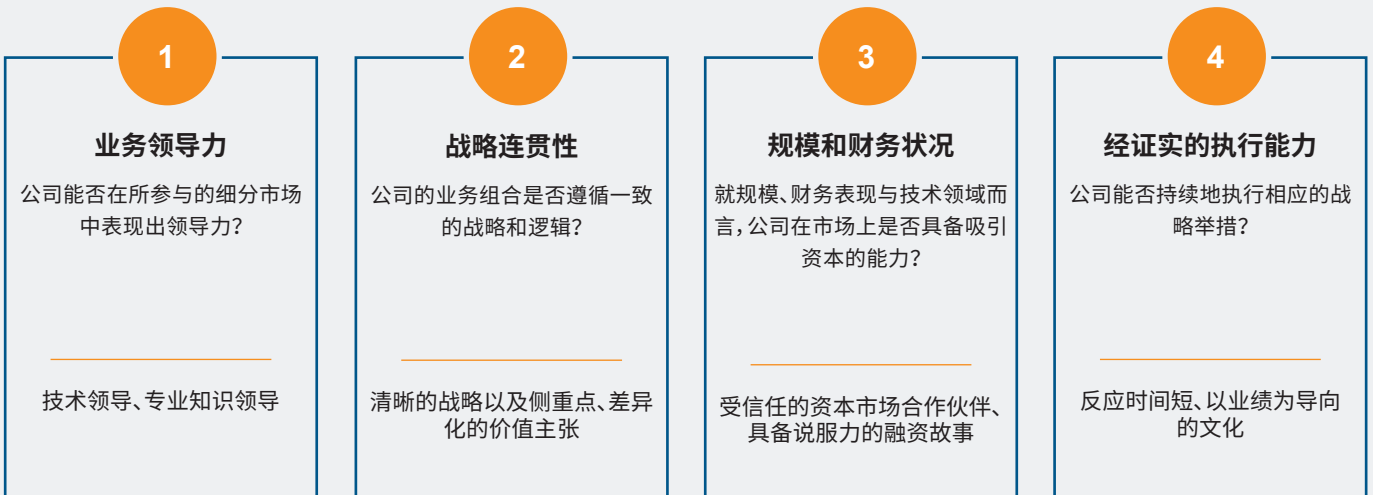 1
业务领导力
公司能否在所参与的细分市场
中表现出领导力？
技术领导、专业知识领导
2
战略连贯性
公司的业务组合是否遵循一致
的战略和逻辑？
清晰的战略以及侧重点、差异
化的价值主张
3
规模和财务状况
就规模、财务表现与技术领域而
言，公司在市场上是否具备吸引
资本的能力？
受信任的资本市场合作伙伴、
具备说服力的融资故事
4
经证实的执行能力
公司能否持续地执行相应的战
略举措？
反应时间短、以业绩为导向
的文化